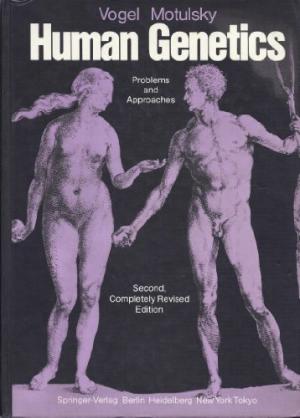 Vogel Motulsky
Human Genetics
Problems
and
Approaches
Second,
Completely Revised
Edition
Springer-Verlag Berlin Heidelberg New York Tokyo